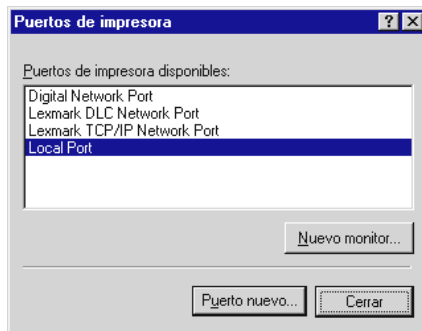 Puertos de impresora
Puertos de impresora disponibles:
Digital Network Port
Lexmark DLC Network Port
Lexmark TCP/IP Network Port
Local Port
Nuevo monitor...
Puerto nuevo...
Cerrar